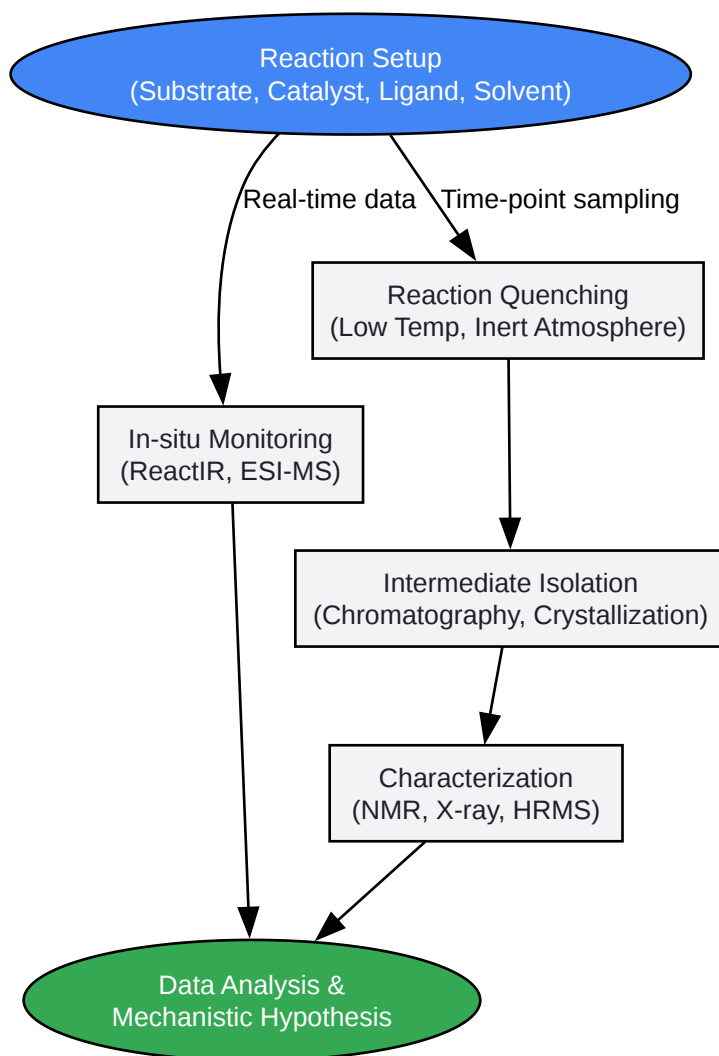 Reaction Setup
(Substrate, Catalyst, Ligand, Solvent)
Real-time data
Time-point sampling
Reaction Quenching
(Low Temp, Inert Atmosphere)
In-situ Monitoring
(ReactIR, ESI-MS)
Intermediate Isolation
(Chromatography, Crystallization)
Characterization
(NMR, X-ray, HRMS)
Data Analysis &
Mechanistic Hypothesis